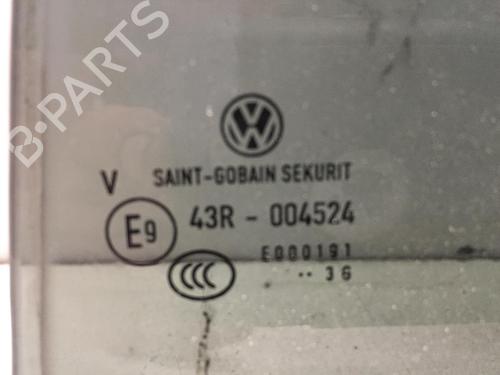 B-PARTS
V SAINT-GOBAIN SEKURIT
E9 43R - 004524
E000191
CCC ·· 36